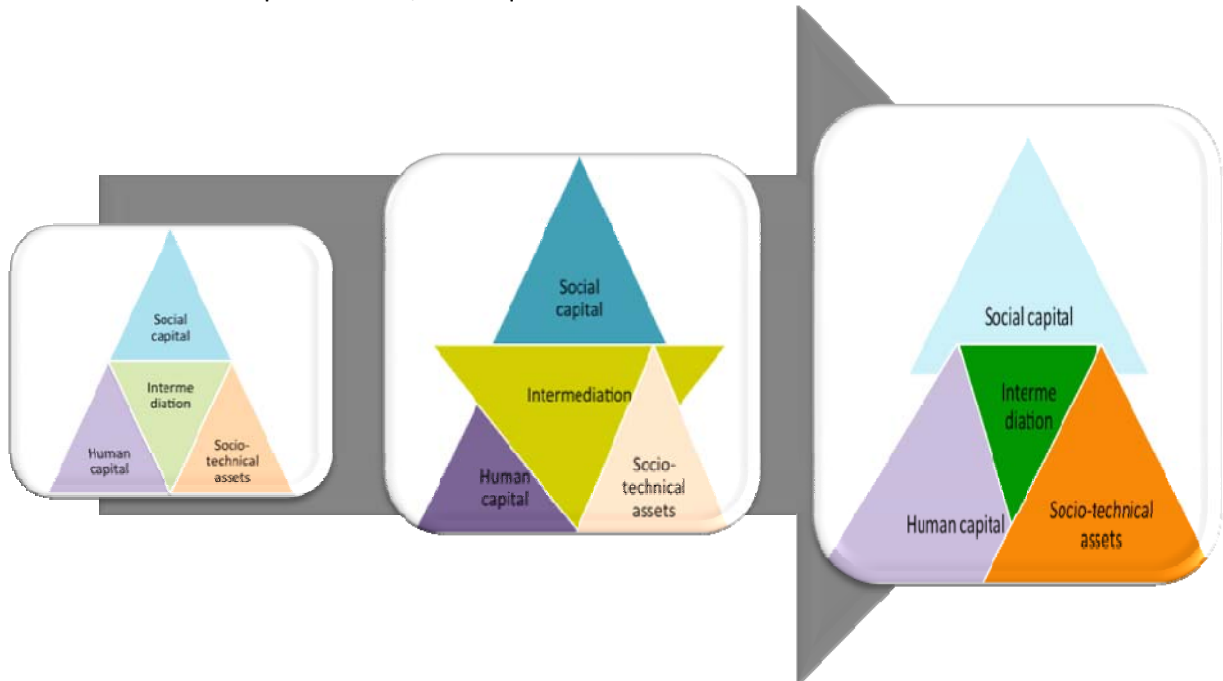 Social
capital
Interme
diation
Human
capital
Socio-
technical
assets
Social
capital
Intermediation
Human
capital
Socio-
technical
assets
Social capital
Interme
diation
Human capital
Socio-technical
assets